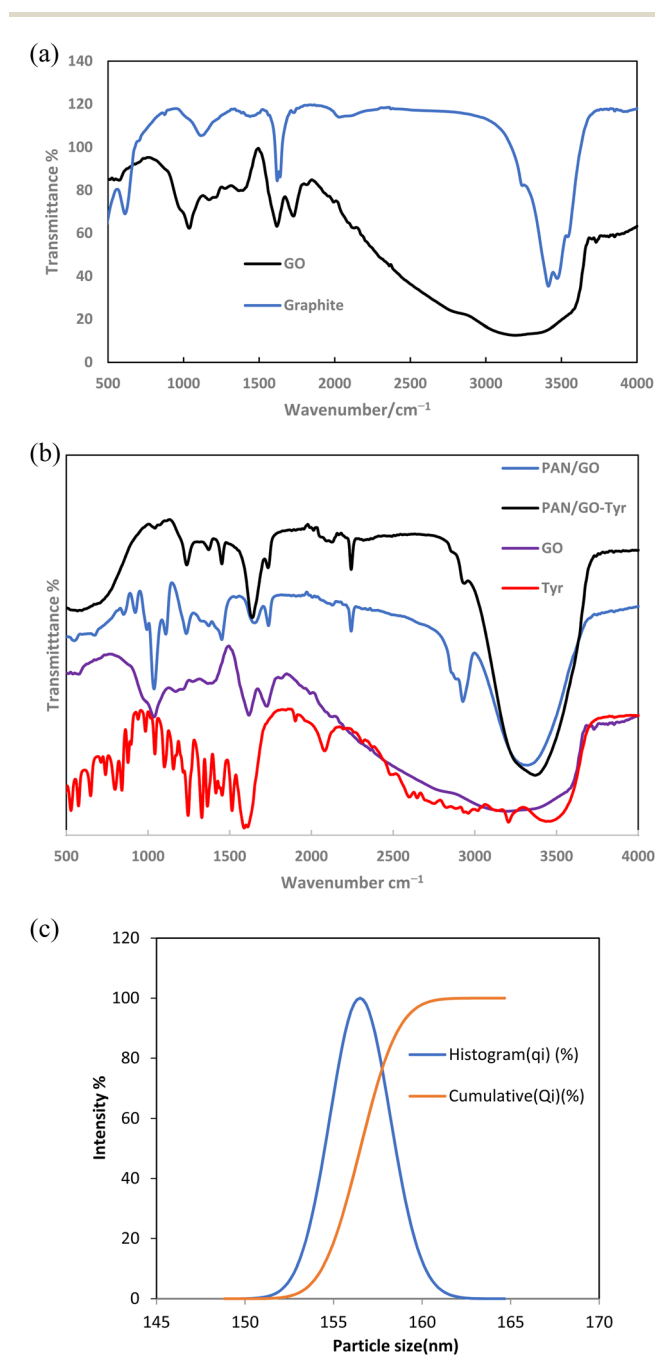 (a)
140
120
100
80
60
40
20
0
Transmittance %
GO
Graphite
500 1000 1500 2000 2500 3000 3500 4000
Wavenumber/cm⁻¹
(b)
Transmitttance %
PAN/GO
PAN/GO-Tyr
GO
Tyr
500 1000 1500 2000 2500 3000 3500 4000
Wavenumber cm⁻¹
(c)
120
100
80
60
40
20
0
Intensity %
Histogram(qi) (%)
Cumulative(Qi)(%)
145 150 155 160 165 170
Particle size(nm)